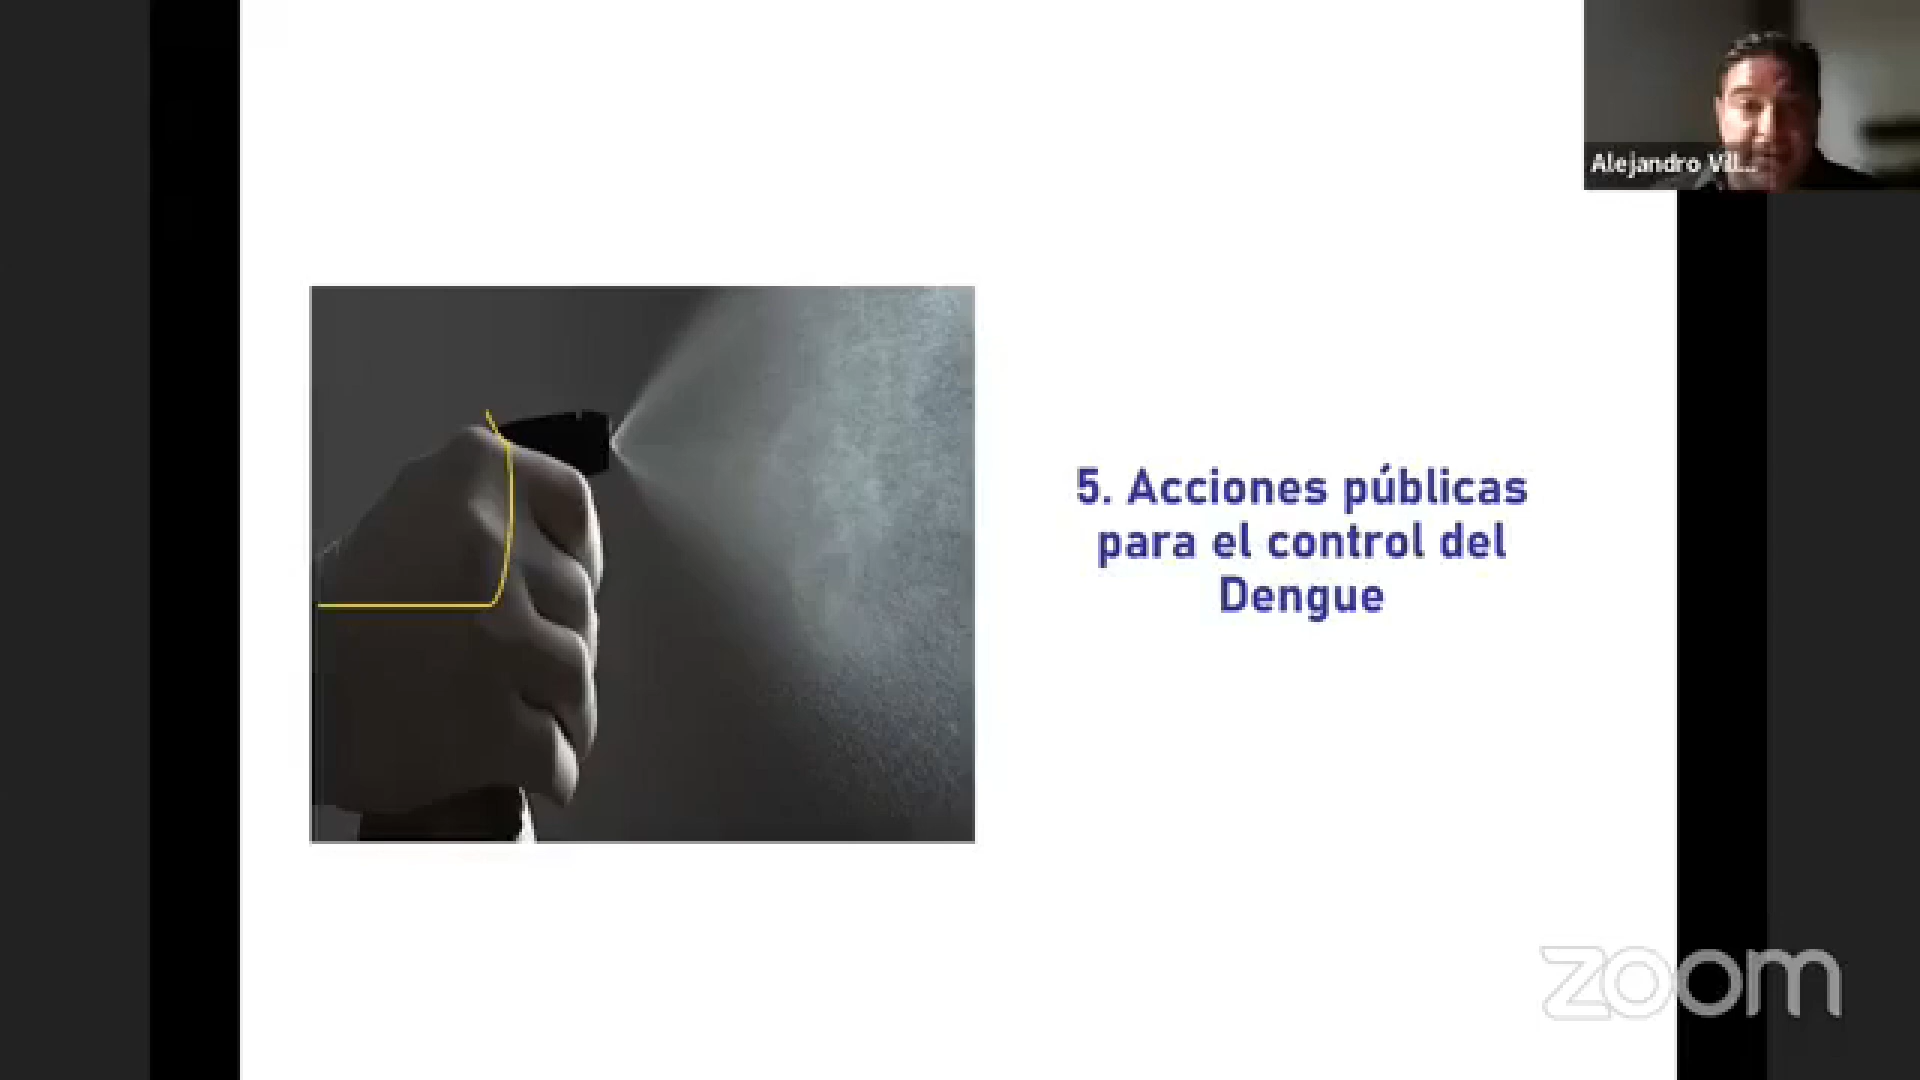 Alejandro Vill...
5. Acciones públicas
para el control del
Dengue
zoom